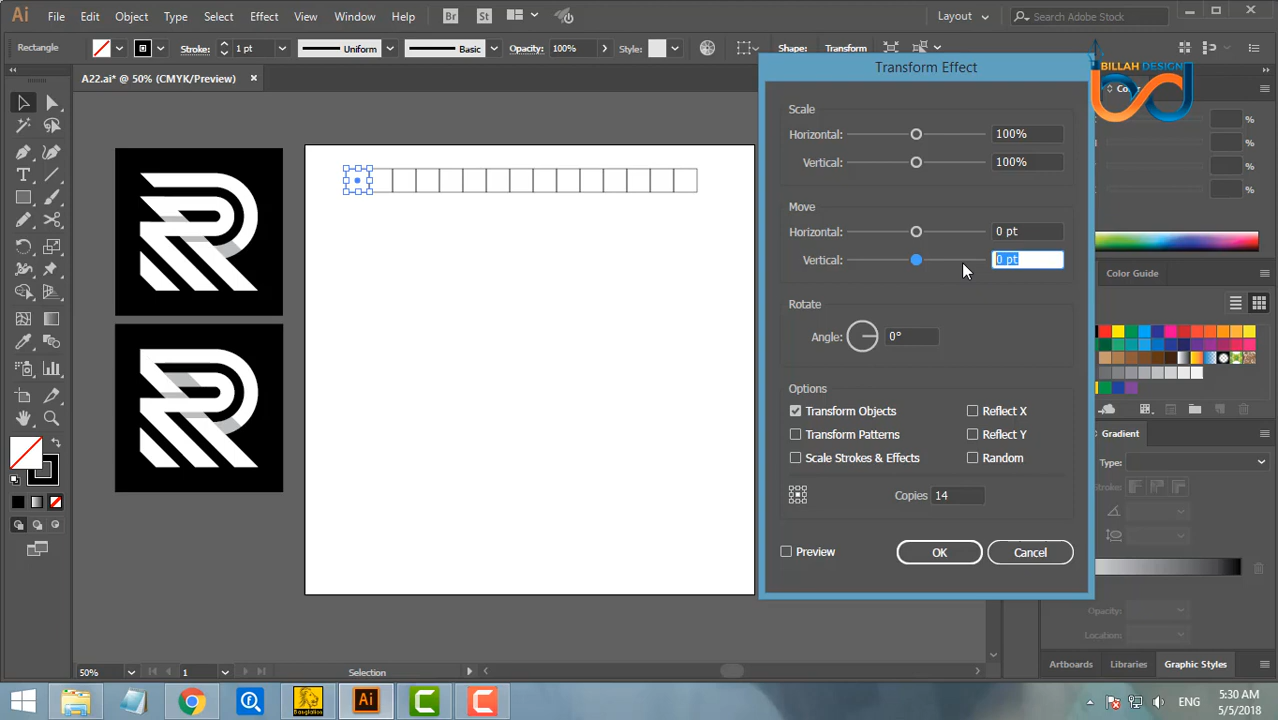 Ai File Edit Object Type Select Effect View Window Help Br St Layout Search Adobe Stock
Rectangle Stroke: 1 pt Uniform Basic Opacity: 100% Style: Shape: Transform
A22.ai* @ 50% (CMYK/Preview)
Transform Effect
BILLAH DESIGN
Scale
Horizontal: 100%
Vertical: 100%
Move
Horizontal: 0 pt
Vertical: 0 pt
Rotate
Angle: 0°
Options
Transform Objects Reflect X
Transform Patterns Reflect Y
Scale Strokes & Effects Random
Copies 14
Preview OK Cancel
%
%
%
%
Color Guide
Gradient
Type:
Stroke:
Opacity:
Location:
50% 1 Selection
Artboards Libraries Graphic Styles
Ai
ENG
5:30 AM
5/5/2018